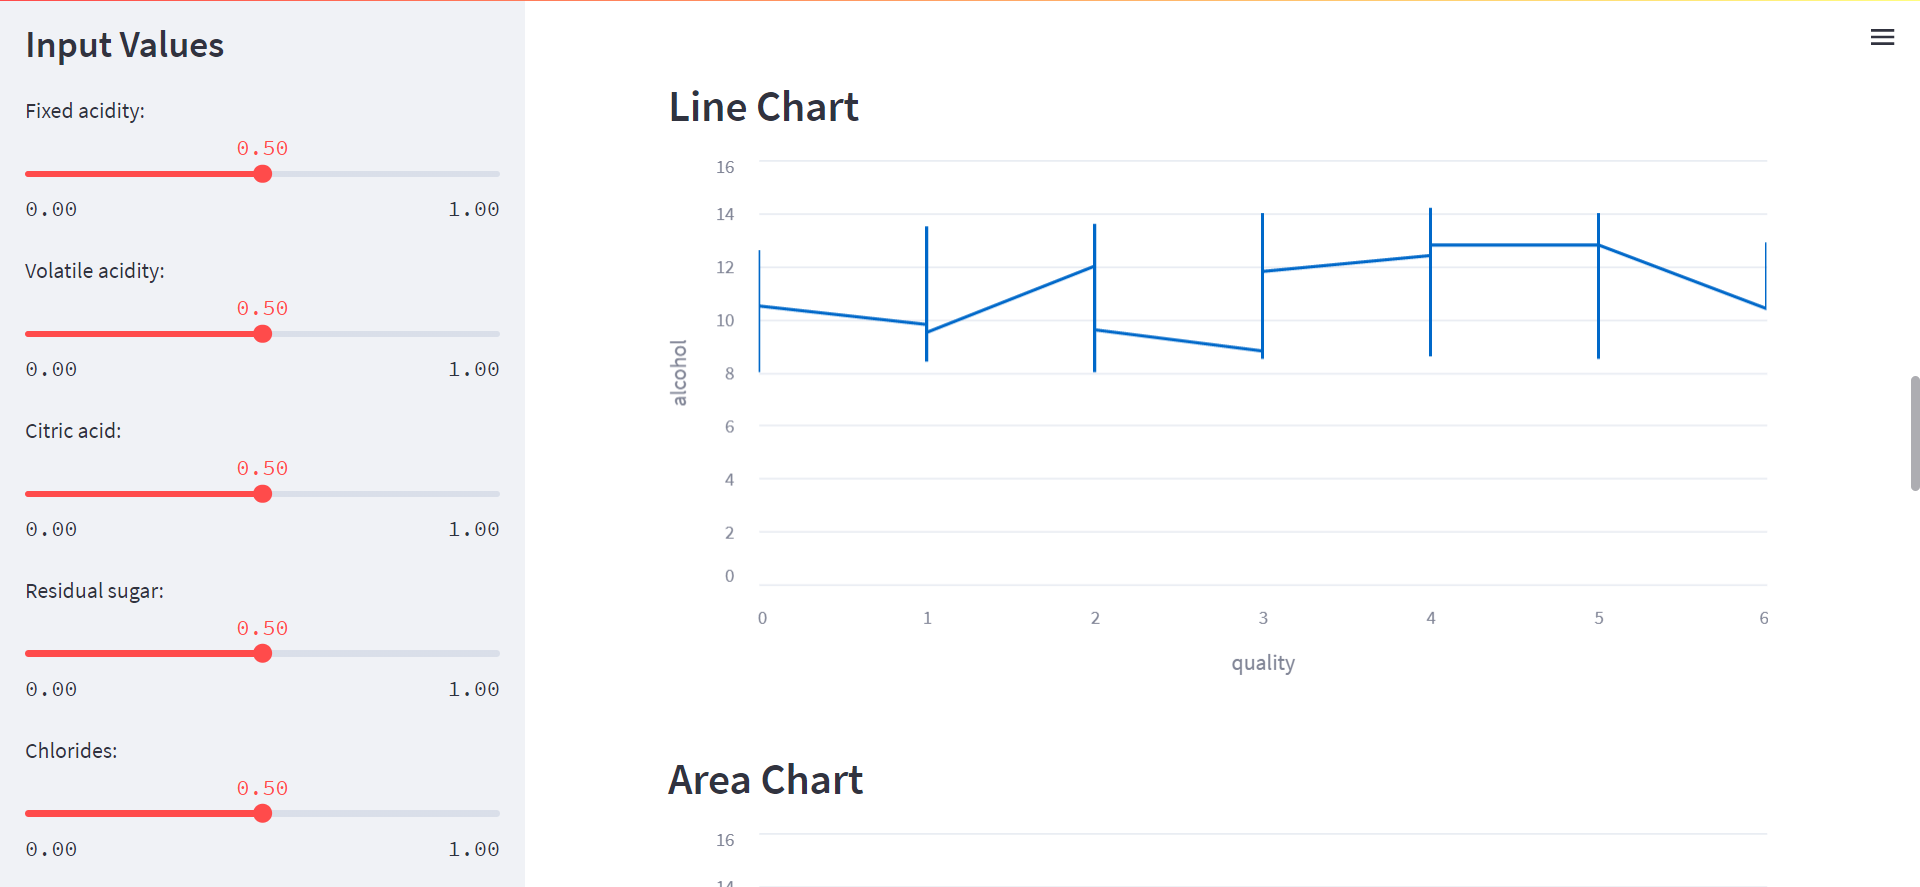 Input Values
Fixed acidity:
0.50
0.00 1.00
Volatile acidity:
0.50
0.00 1.00
Citric acid:
0.50
0.00 1.00
Residual sugar:
0.50
0.00 1.00
Chlorides:
0.50
0.00 1.00
Line Chart
16
14
12
10
8
6
4
2
0
alcohol
0 1 2 3 4 5 6
quality
Area Chart
16
14